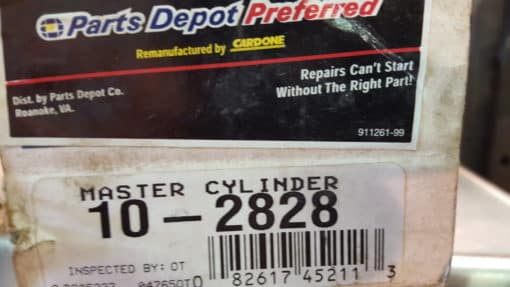 Parts Depot Preferred
Remanufactured by CARDONE
Repairs Can't Start
Without The Right Part!
Dist. by Parts Depot Co.
Roanoke, VA.
911261-99
MASTER CYLINDER
10-2828
INSPECTED BY: OT
0 82617 45211 3